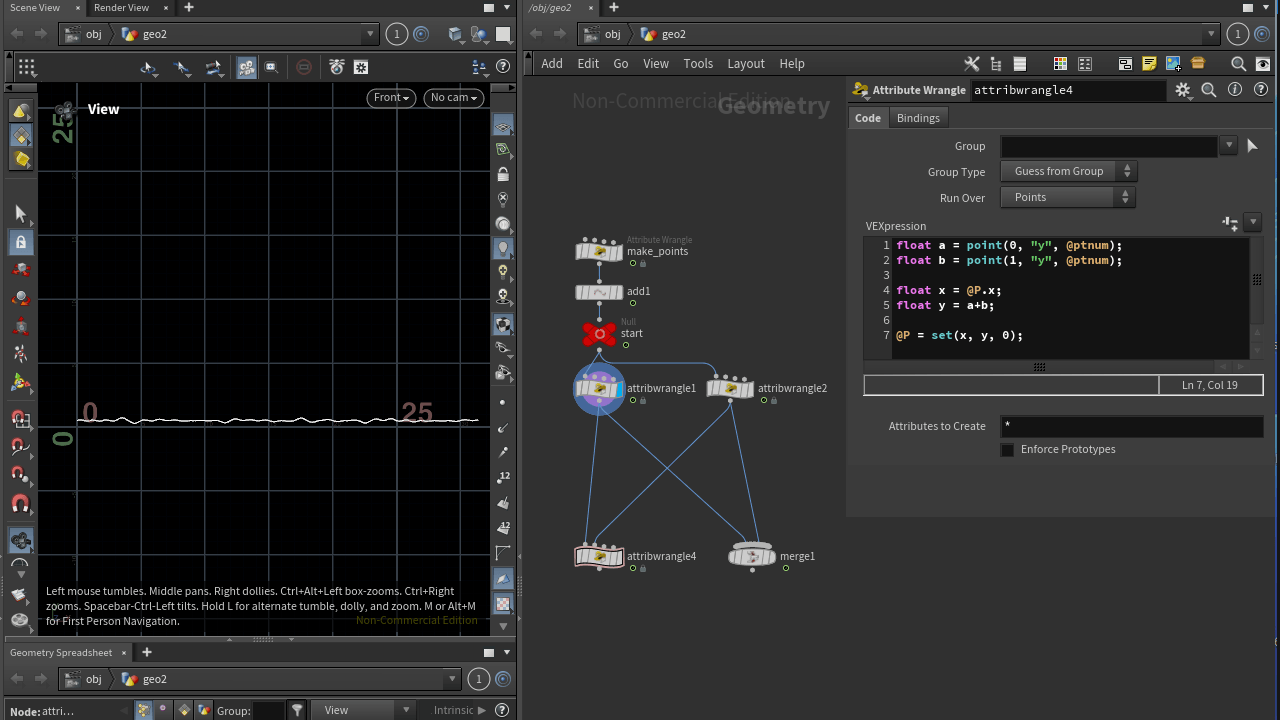 Scene View
Render View
/obj/geo2
obj
geo2
1
obj
geo2
1
Add
Edit
Go
View
Tools
Layout
Help
View
Front
No cam
25
0
25
0
Left mouse tumbles. Middle pans. Right dollies. Ctrl+Alt+Left box-zooms. Ctrl+Right
zooms. Spacebar-Ctrl-Left tilts. Hold L for alternate tumble, dolly, and zoom. M or Alt+M
for First Person Navigation.
Non-Commercial Edition
.12
12
Geometry Spreadsheet
obj
geo2
1
Node: attri...
Group:
View
Intrinsic
Non-Commercial Edition
Geometry
Attribute Wrangle
make_points
add1
Null
start
attribwrangle1
attribwrangle2
attribwrangle4
merge1
Attribute Wrangle
attribwrangle4
Code
Bindings
Group
Group Type
Guess from Group
Run Over
Points
VEXpression
1 float a = point(0, "y", @ptnum);
2 float b = point(1, "y", @ptnum);
3
4 float x = @P.x;
5 float y = a+b;
6
7 @P = set(x, y, 0);
Ln 7, Col 19
Attributes to Create
*
Enforce Prototypes